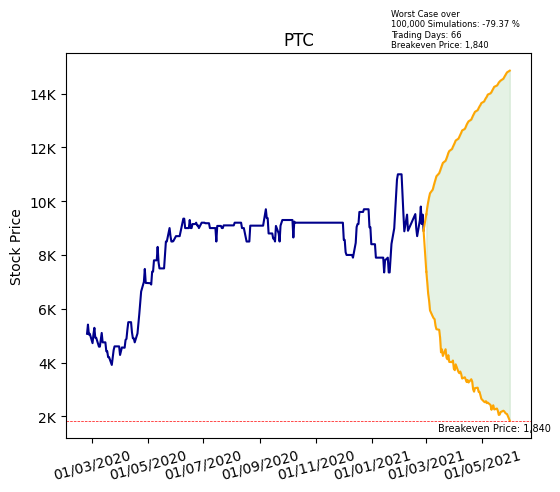 Worst Case over
100,000 Simulations: -79.37 %
Trading Days: 66
Breakeven Price: 1,840
PTC
Stock Price
14K
12K
10K
8K
6K
4K
2K
Breakeven Price: 1,840
01/03/2020
01/05/2020
01/07/2020
01/09/2020
01/11/2020
01/01/2021
01/03/2021
01/05/2021